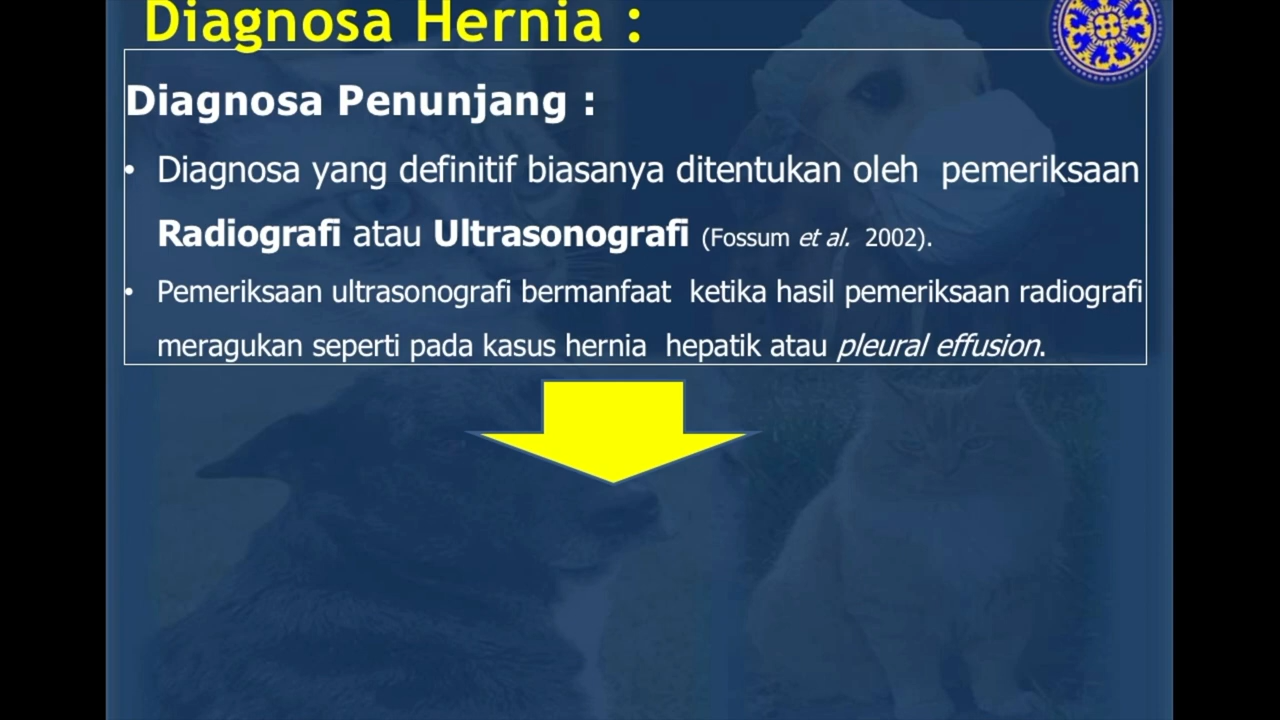 Diagnosa Hernia :
Diagnosa Penunjang :
• Diagnosa yang definitif biasanya ditentukan oleh pemeriksaan
Radiografi atau Ultrasonografi (Fossum et al. 2002).
• Pemeriksaan ultrasonografi bermanfaat ketika hasil pemeriksaan radiografi
meragukan seperti pada kasus hernia hepatik atau pleural effusion.